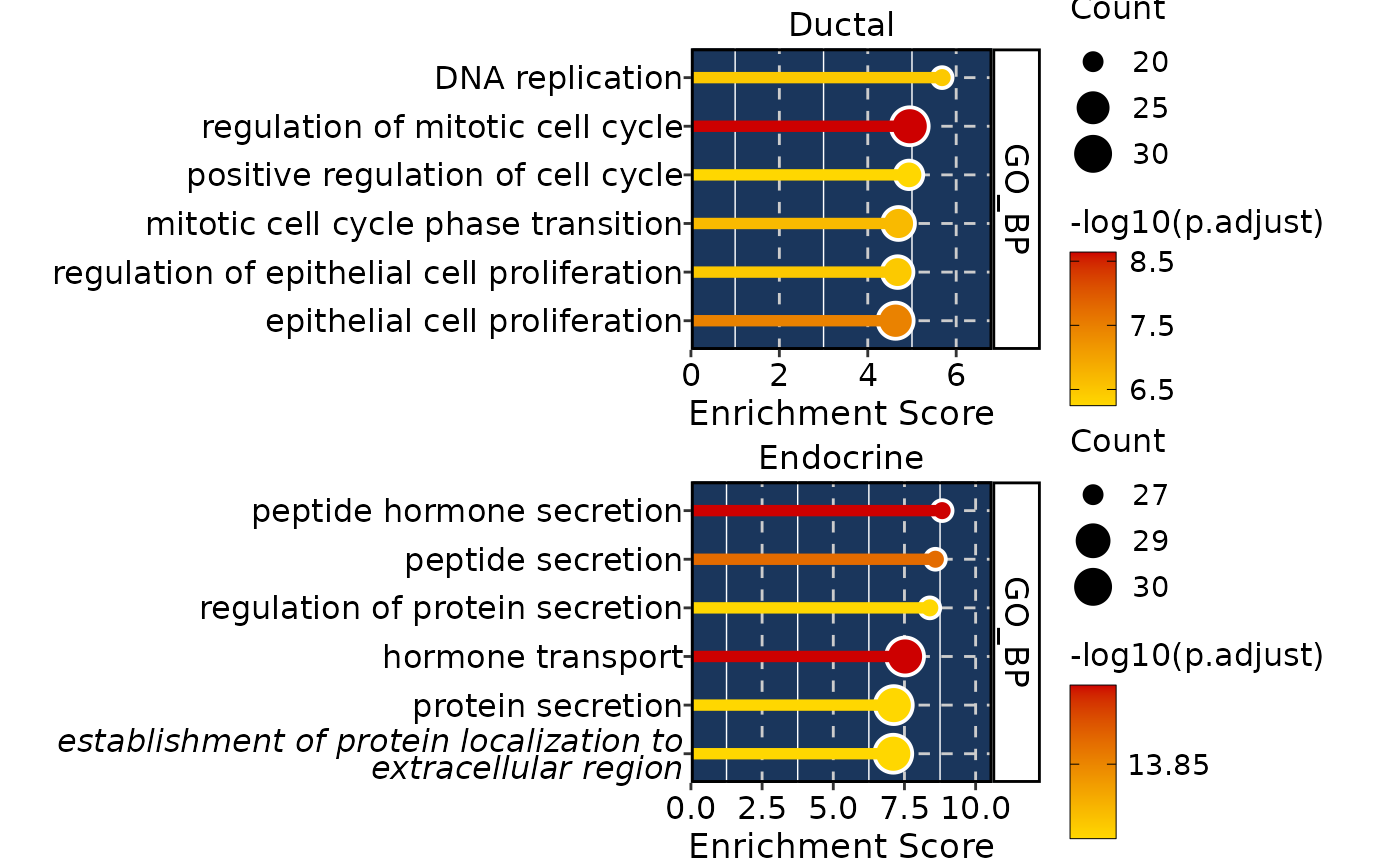 Ductal
DNA replication
regulation of mitotic cell cycle
positive regulation of cell cycle
mitotic cell cycle phase transition
regulation of epithelial cell proliferation
epithelial cell proliferation
GO_BP
0 2 4 6
Enrichment Score
Count
20
25
30
-log10(p.adjust)
8.5
7.5
6.5
Endocrine
peptide hormone secretion
peptide secretion
regulation of protein secretion
hormone transport
protein secretion
establishment of protein localization to
extracellular region
GO_BP
0.0 2.5 5.0 7.5 10.0
Enrichment Score
Count
27
29
30
-log10(p.adjust)
13.85